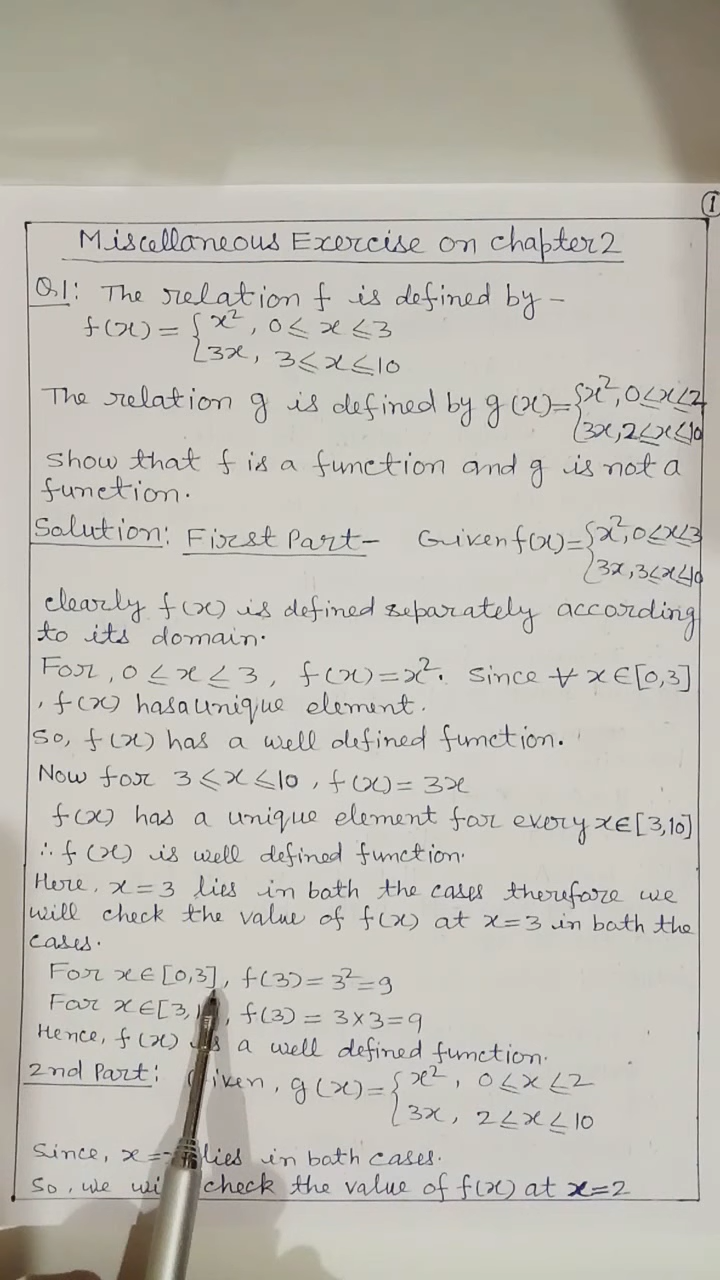 1
Miscellaneous Exercise on chapter 2
Q.1: The relation f is defined by –
f(x) = { x², 0 ≤ x ≤ 3
3x, 3 ≤ x ≤ 10
The relation g is defined by g(x) = { x², 0 ≤ x ≤ 2
3x, 2 ≤ x ≤ 10
show that f is a function and g is not a
function.
Solution: First Part – Given f(x) = { x², 0 ≤ x ≤ 3
3x, 3 ≤ x ≤ 10
clearly f(x) is defined separately according
to its domain.
For, 0 ≤ x ≤ 3, f(x) = x². Since ∀ x ∈ [0,3]
, f(x) has a unique element.
So, f(x) has a well defined function.
Now for 3 ≤ x ≤ 10, f(x) = 3x
f(x) has a unique element for every x ∈ [3,10]
∴ f(x) is well defined function.
Here, x = 3 lies in both the cases therefore we
will check the value of f(x) at x = 3 in both the
cases.
For x ∈ [0,3], f(3) = 3² = 9
For x ∈ [3, , f(3) = 3 × 3 = 9
Hence, f(x) is a well defined function.
2nd Part: Given, g(x) = { x², 0 ≤ x ≤ 2
3x, 2 ≤ x ≤ 10
Since, x = lies in both cases.
So, we will check the value of f(x) at x = 2